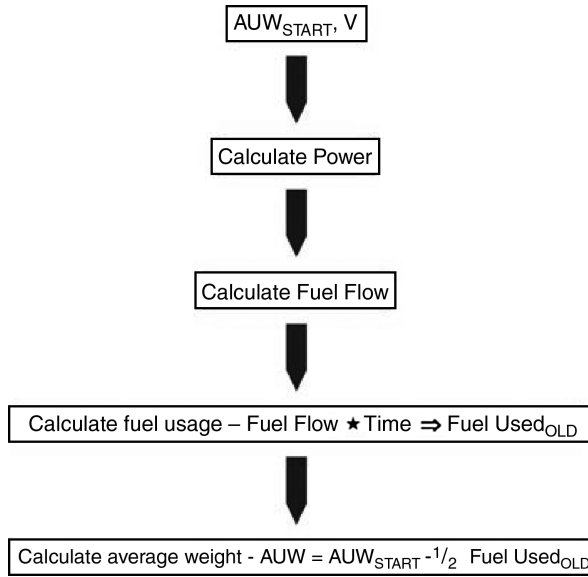 AUW_START, V
Calculate Power
Calculate Fuel Flow
Calculate fuel usage – Fuel Flow ★ Time ⇒ Fuel Used_OLD
Calculate average weight - AUW = AUW_START -1/2 Fuel Used_OLD